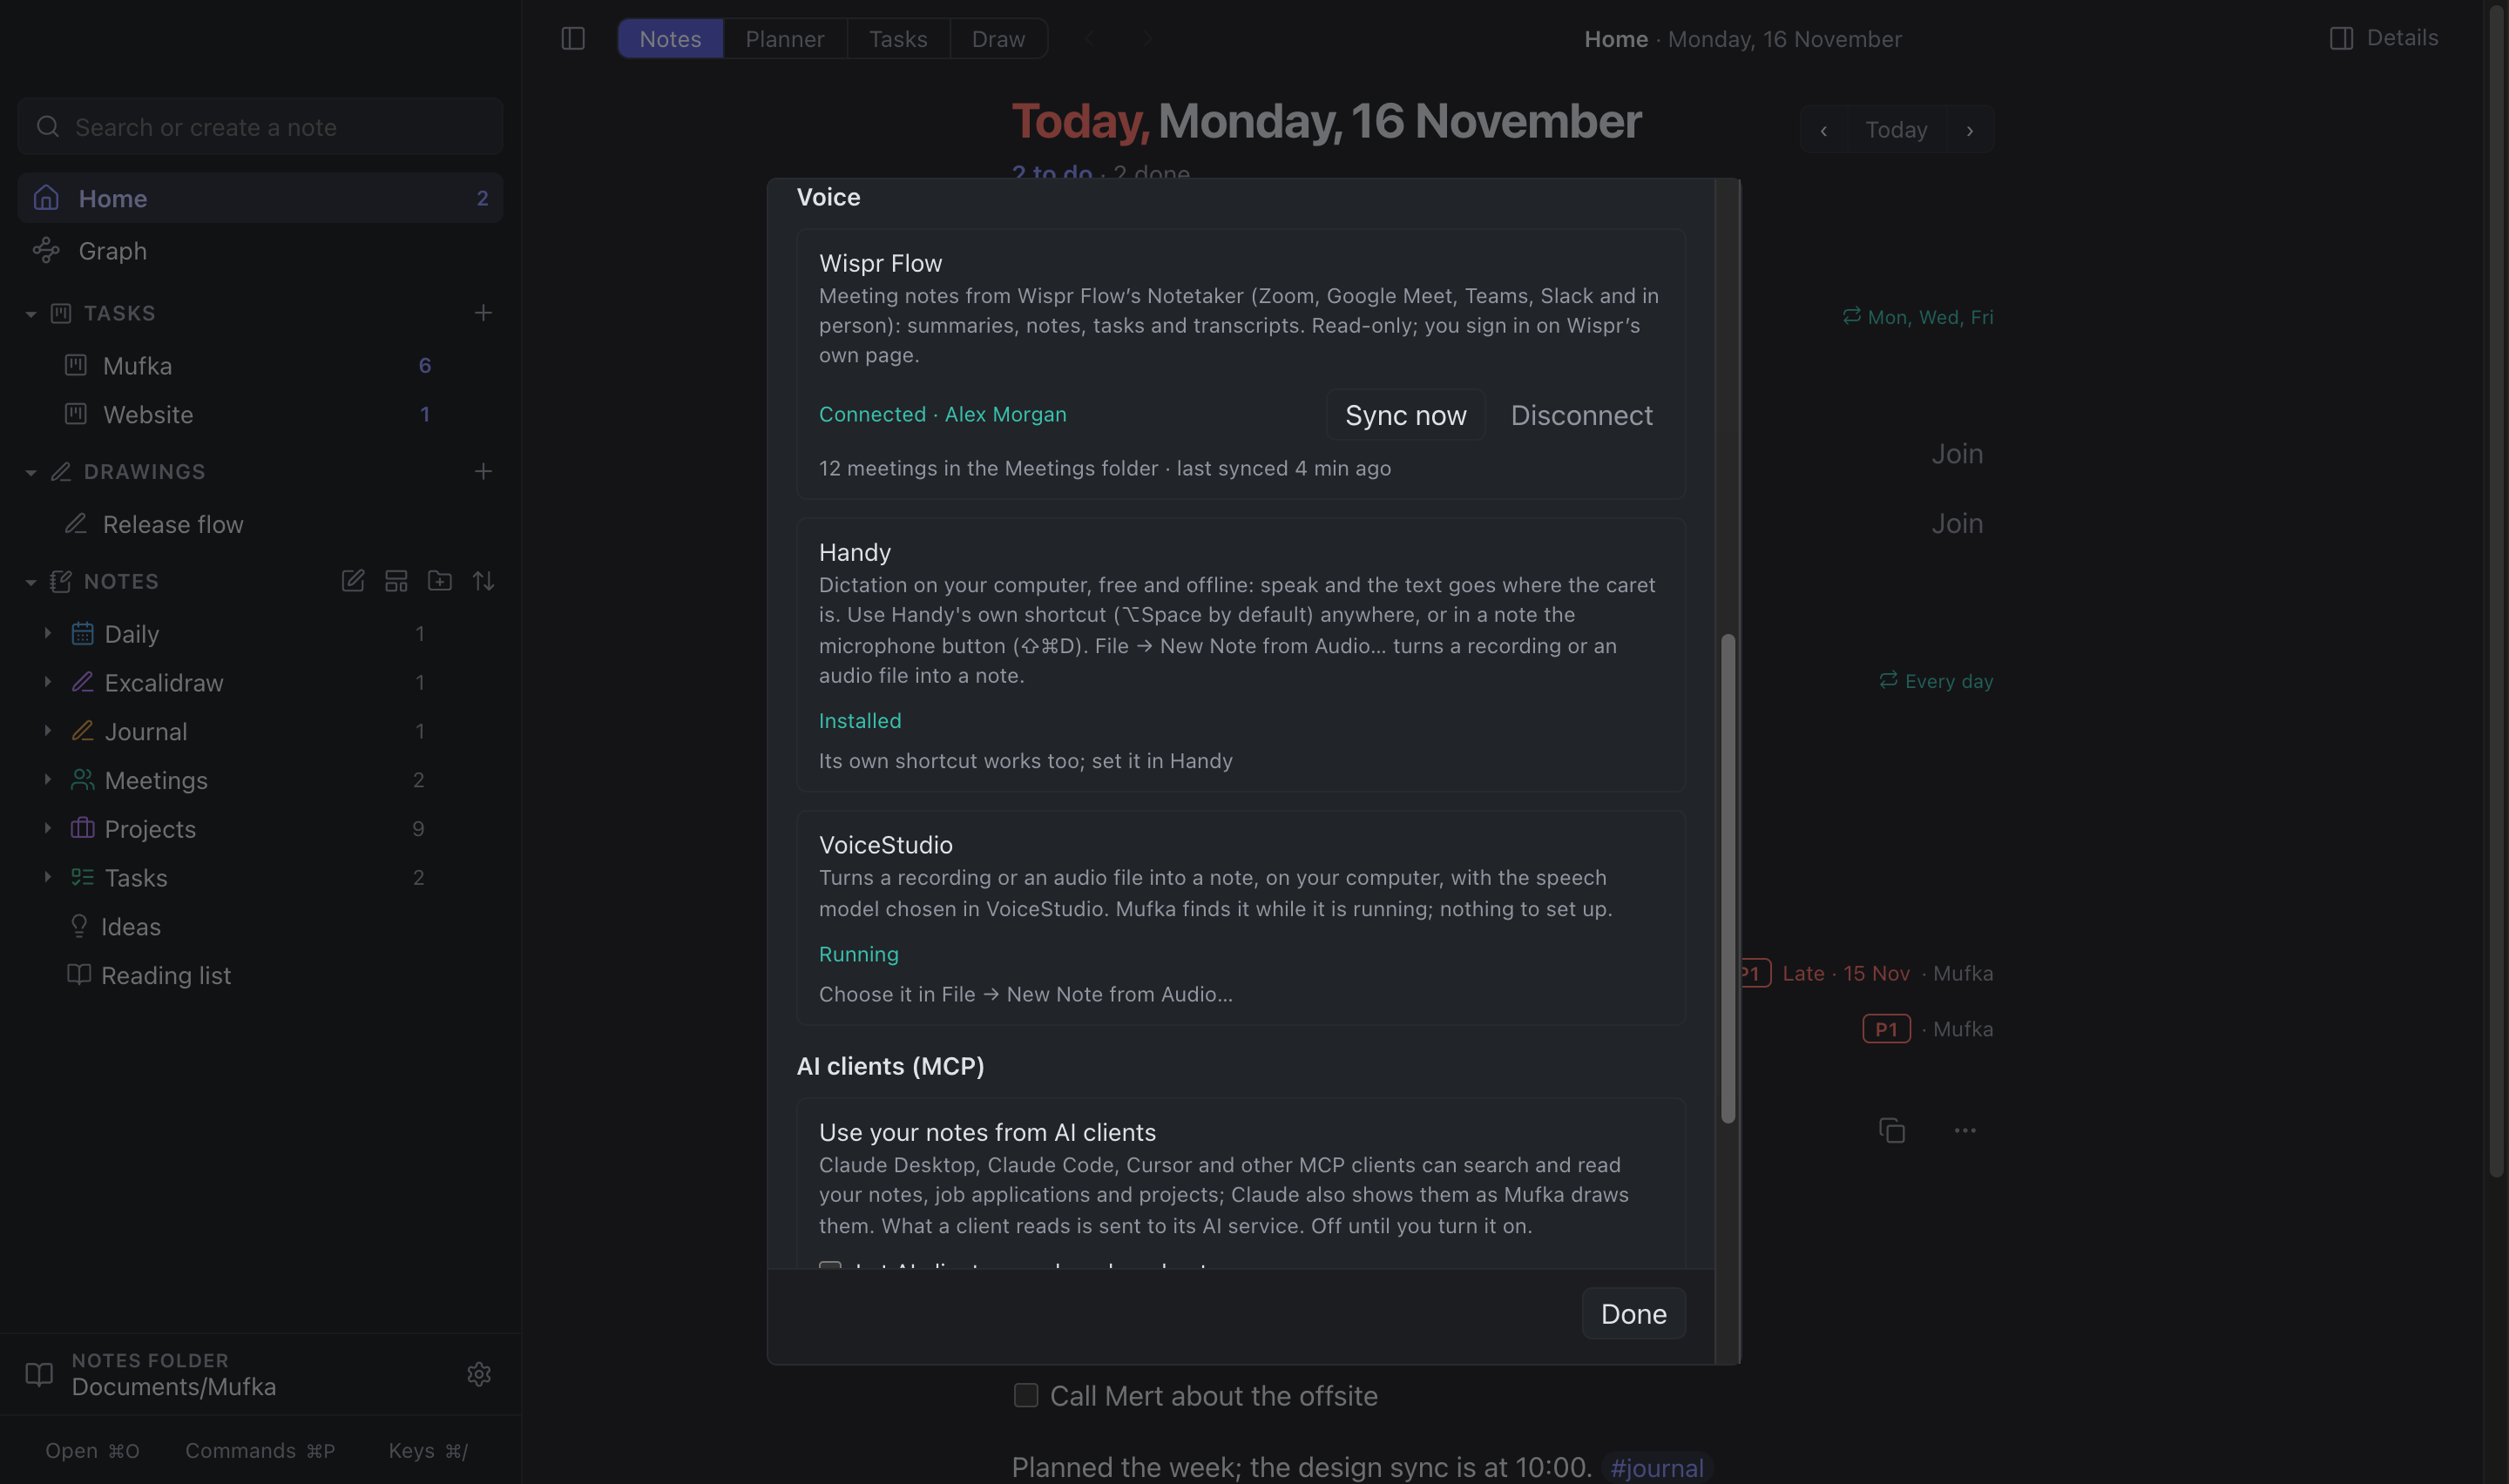 Notes
Planner
Tasks
Draw
Home · Monday, 16 November
Details
Search or create a note
Home 2
Graph
TASKS
Mufka 6
Website 1
DRAWINGS
Release flow
NOTES
Daily 1
Excalidraw 1
Journal 1
Meetings 2
Projects 9
Tasks 2
Ideas
Reading list
NOTES FOLDER
Documents/Mufka
Open ⌘O
Commands ⌘P
Keys ⌘/
Today, Monday, 16 November
‹ Today ›
2 to do · 2 done
Voice
Wispr Flow
Meeting notes from Wispr Flow’s Notetaker (Zoom, Google Meet, Teams, Slack and in
person): summaries, notes, tasks and transcripts. Read-only; you sign in on Wispr’s
own page.
Connected · Alex Morgan
Sync now
Disconnect
12 meetings in the Meetings folder · last synced 4 min ago
Handy
Dictation on your computer, free and offline: speak and the text goes where the caret
is. Use Handy's own shortcut (⌥Space by default) anywhere, or in a note the
microphone button (⇧⌘D). File → New Note from Audio… turns a recording or an
audio file into a note.
Installed
Its own shortcut works too; set it in Handy
VoiceStudio
Turns a recording or an audio file into a note, on your computer, with the speech
model chosen in VoiceStudio. Mufka finds it while it is running; nothing to set up.
Running
Choose it in File → New Note from Audio…
AI clients (MCP)
Use your notes from AI clients
Claude Desktop, Claude Code, Cursor and other MCP clients can search and read
your notes, job applications and projects; Claude also shows them as Mufka draws
them. What a client reads is sent to its AI service. Off until you turn it on.
Done
Mon, Wed, Fri
Join
Join
Every day
P1 Late · 15 Nov · Mufka
P1 · Mufka
Call Mert about the offsite
Planned the week; the design sync is at 10:00. #journal